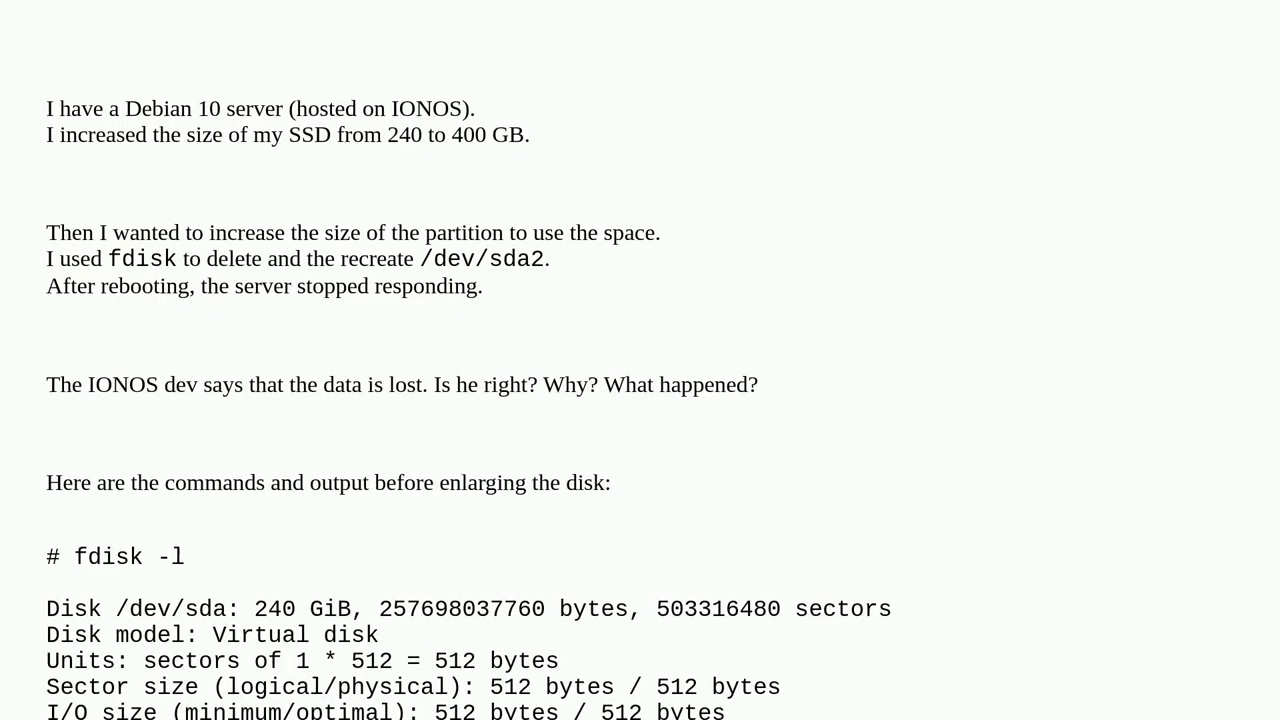 I have a Debian 10 server (hosted on IONOS).
I increased the size of my SSD from 240 to 400 GB.
Then I wanted to increase the size of the partition to use the space.
I used fdisk to delete and the recreate /dev/sda2.
After rebooting, the server stopped responding.
The IONOS dev says that the data is lost. Is he right? Why? What happened?
Here are the commands and output before enlarging the disk:
# fdisk -l
Disk /dev/sda: 240 GiB, 257698037760 bytes, 503316480 sectors
Disk model: Virtual disk
Units: sectors of 1 * 512 = 512 bytes
Sector size (logical/physical): 512 bytes / 512 bytes
I/O size (minimum/optimal): 512 bytes / 512 bytes